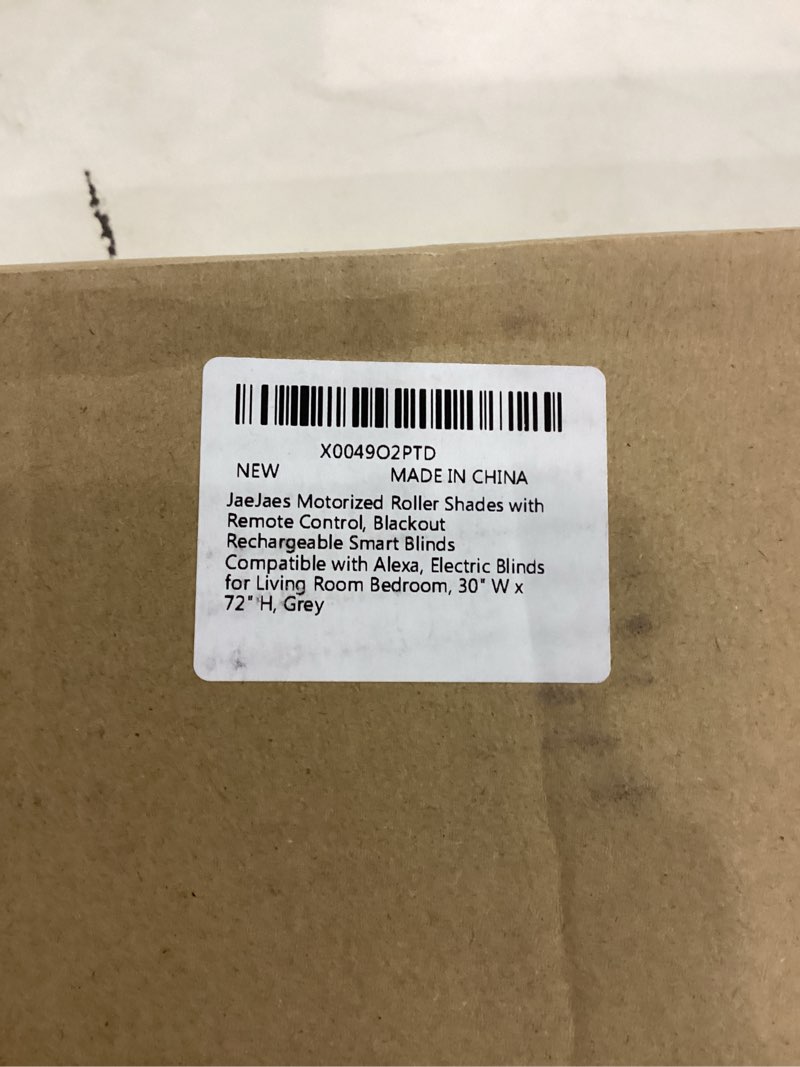 X0049O2PTD
NEW MADE IN CHINA
JaeJaes Motorized Roller Shades with
Remote Control, Blackout
Rechargeable Smart Blinds
Compatible with Alexa, Electric Blinds
for Living Room Bedroom, 30" W x
72" H, Grey